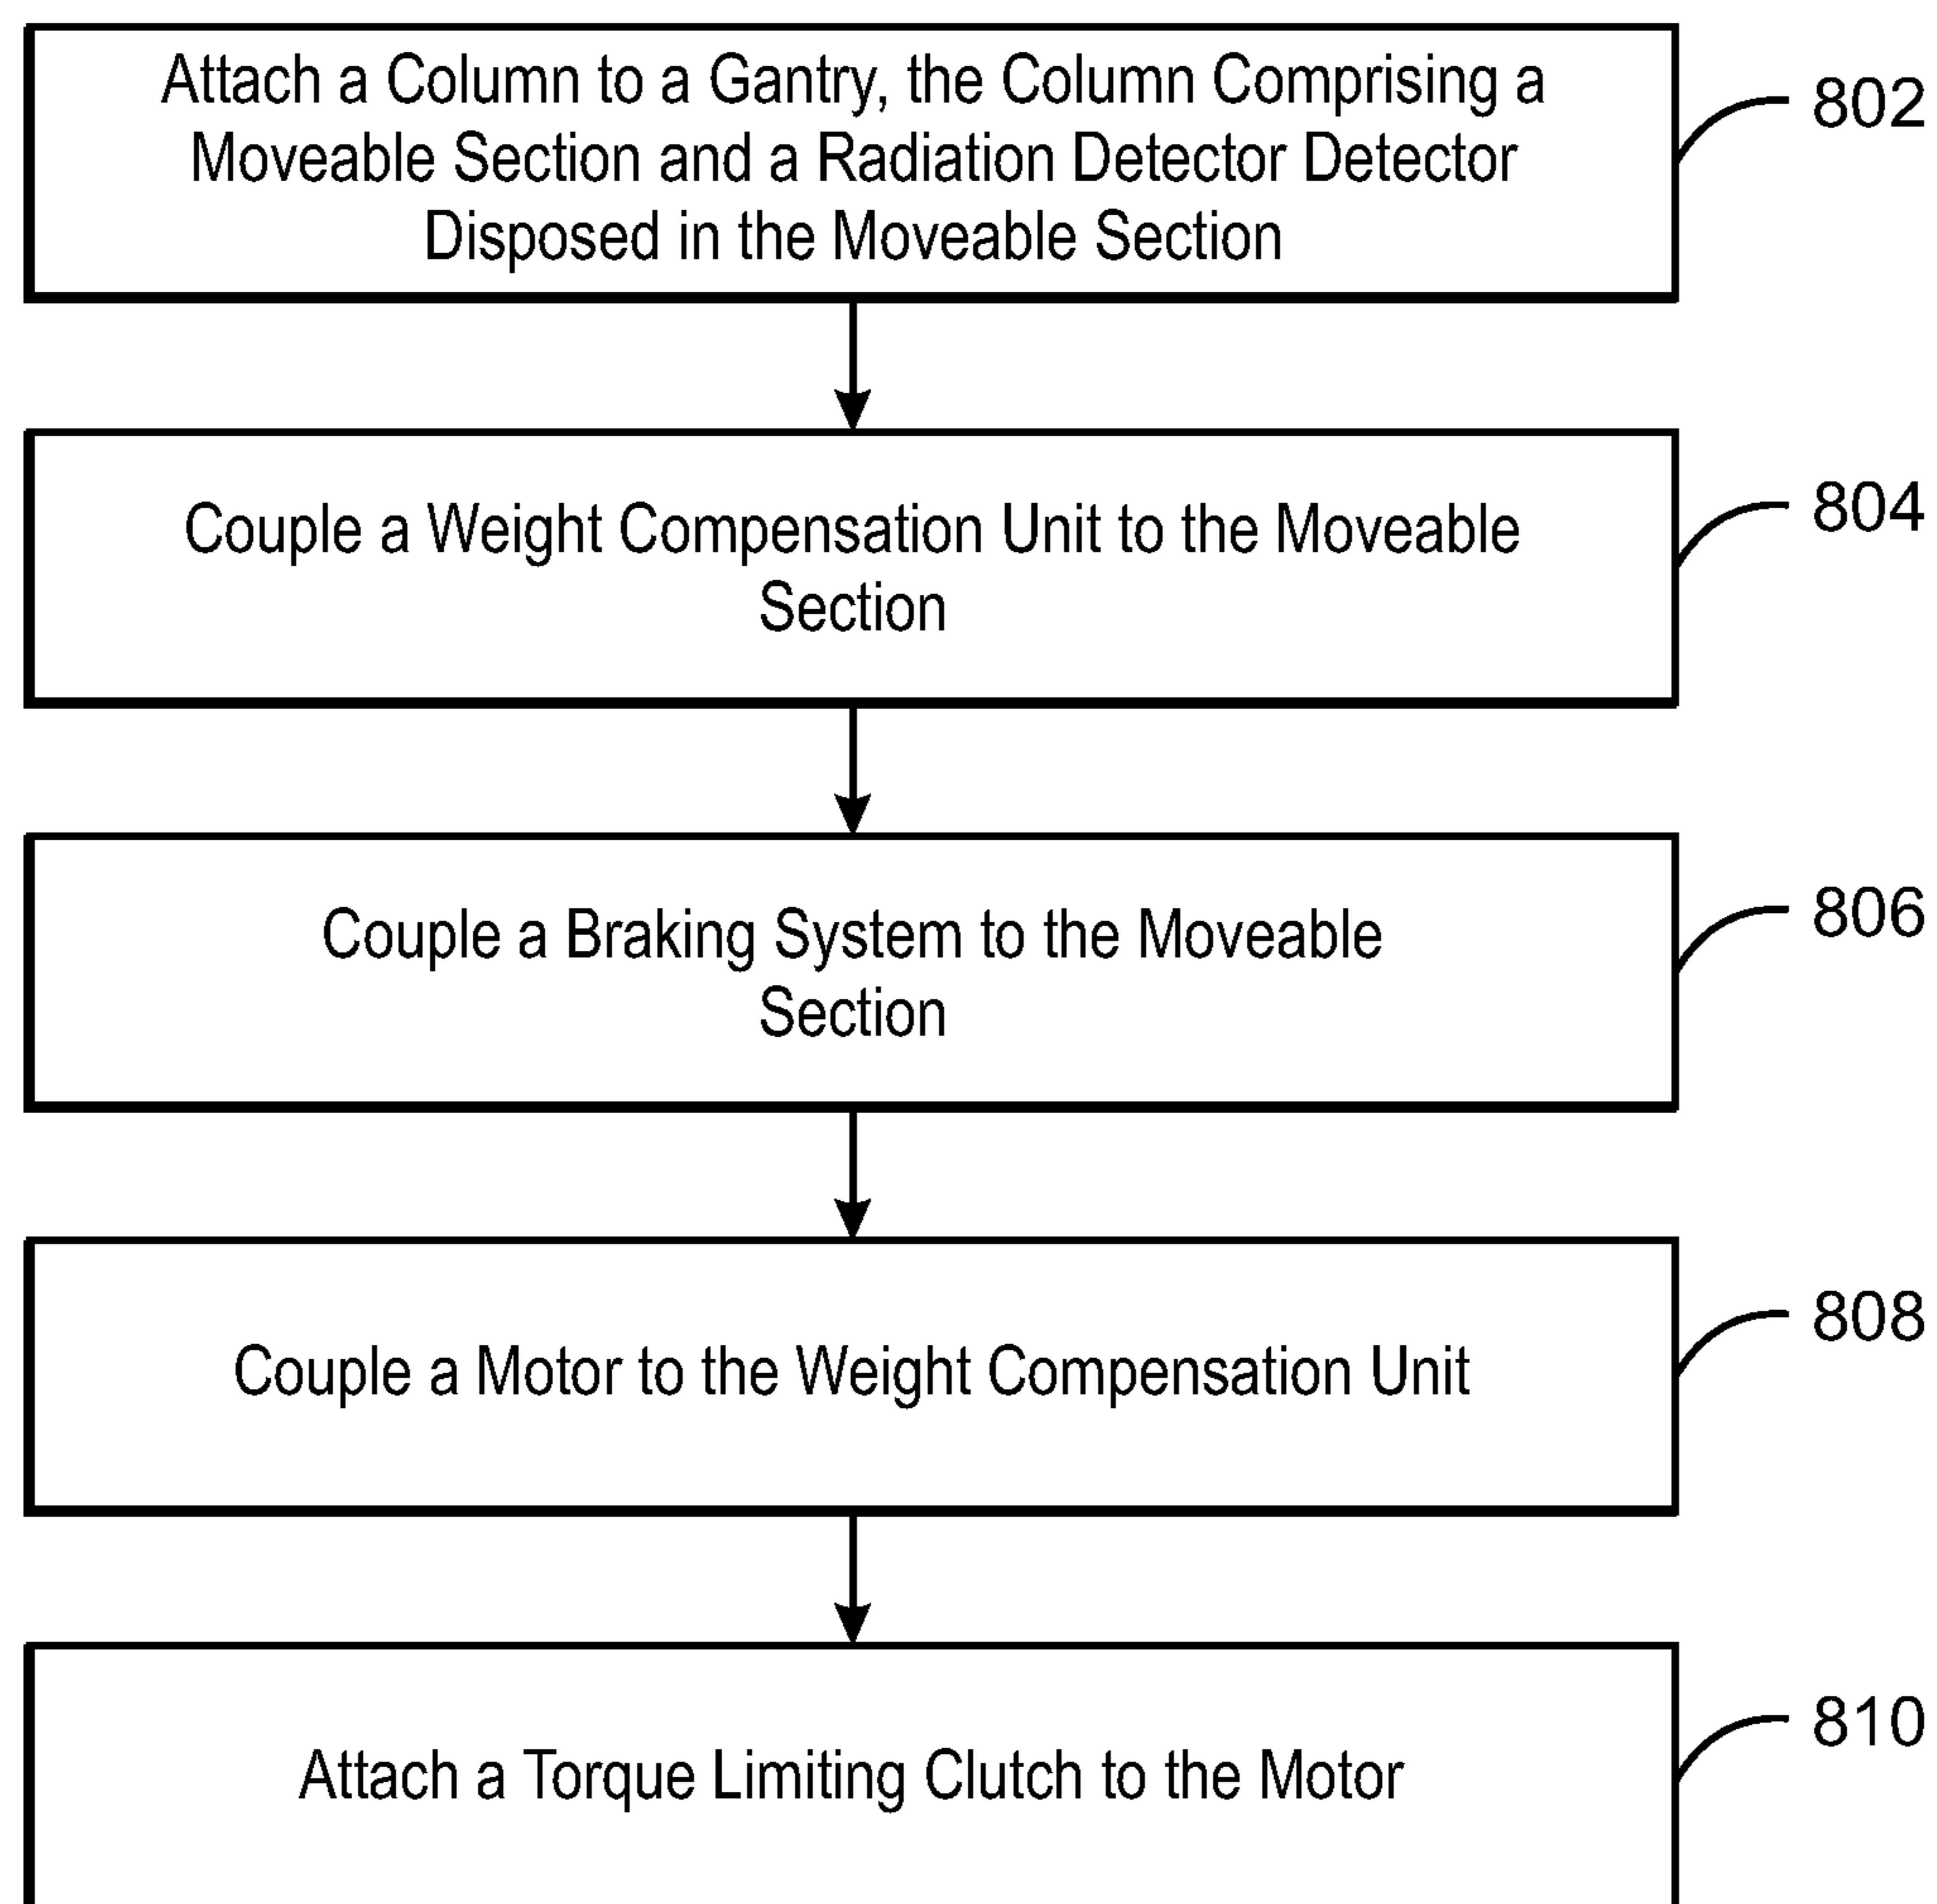 Attach a Column to a Gantry, the Column Comprising a
Moveable Section and a Radiation Detector Detector
Disposed in the Moveable Section
802
Couple a Weight Compensation Unit to the Moveable
Section
804
Couple a Braking System to the Moveable
Section
806
Couple a Motor to the Weight Compensation Unit
808
Attach a Torque Limiting Clutch to the Motor
810